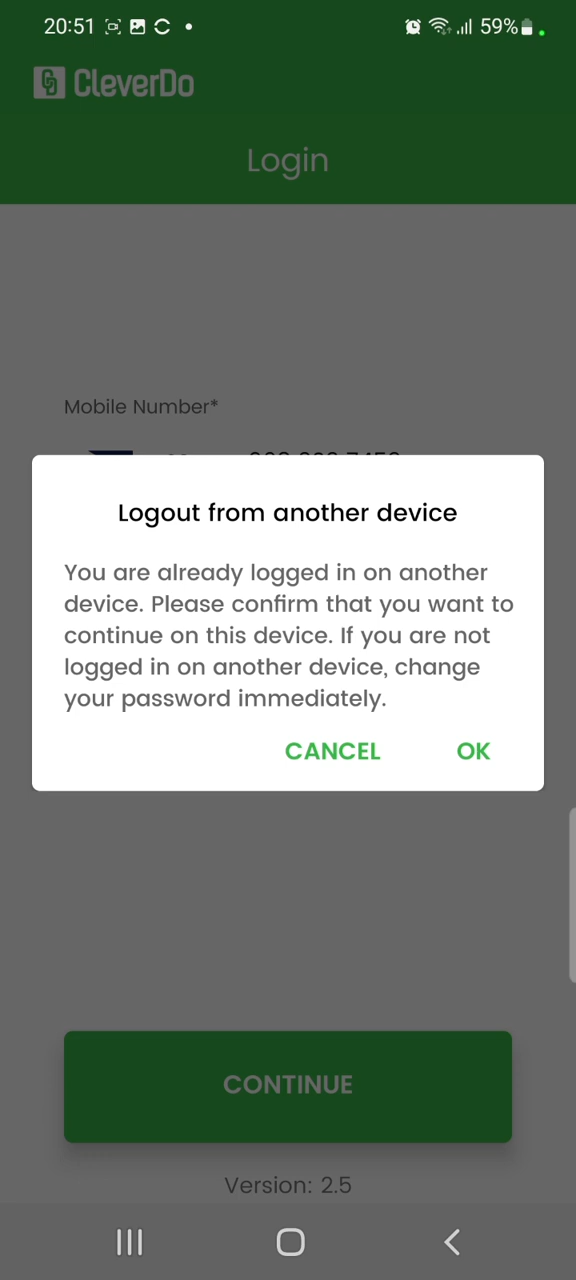 20:51
59%
CleverDo
Login
Mobile Number*
Logout from another device
You are already logged in on another
device. Please confirm that you want to
continue on this device. If you are not
logged in on another device, change
your password immediately.
CANCEL OK
CONTINUE
Version: 2.5